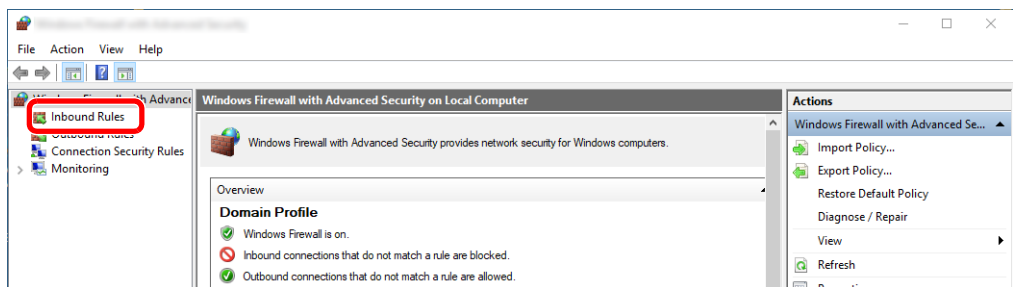 File Action View Help
Inbound Rules
Connection Security Rules
Monitoring
Windows Firewall with Advanced Security on Local Computer
Windows Firewall with Advanced Security provides network security for Windows computers.
Overview
Domain Profile
Windows Firewall is on.
Inbound connections that do not match a rule are blocked.
Outbound connections that do not match a rule are allowed.
Actions
Windows Firewall with Advanced Se...
Import Policy...
Export Policy...
Restore Default Policy
Diagnose / Repair
View
Refresh